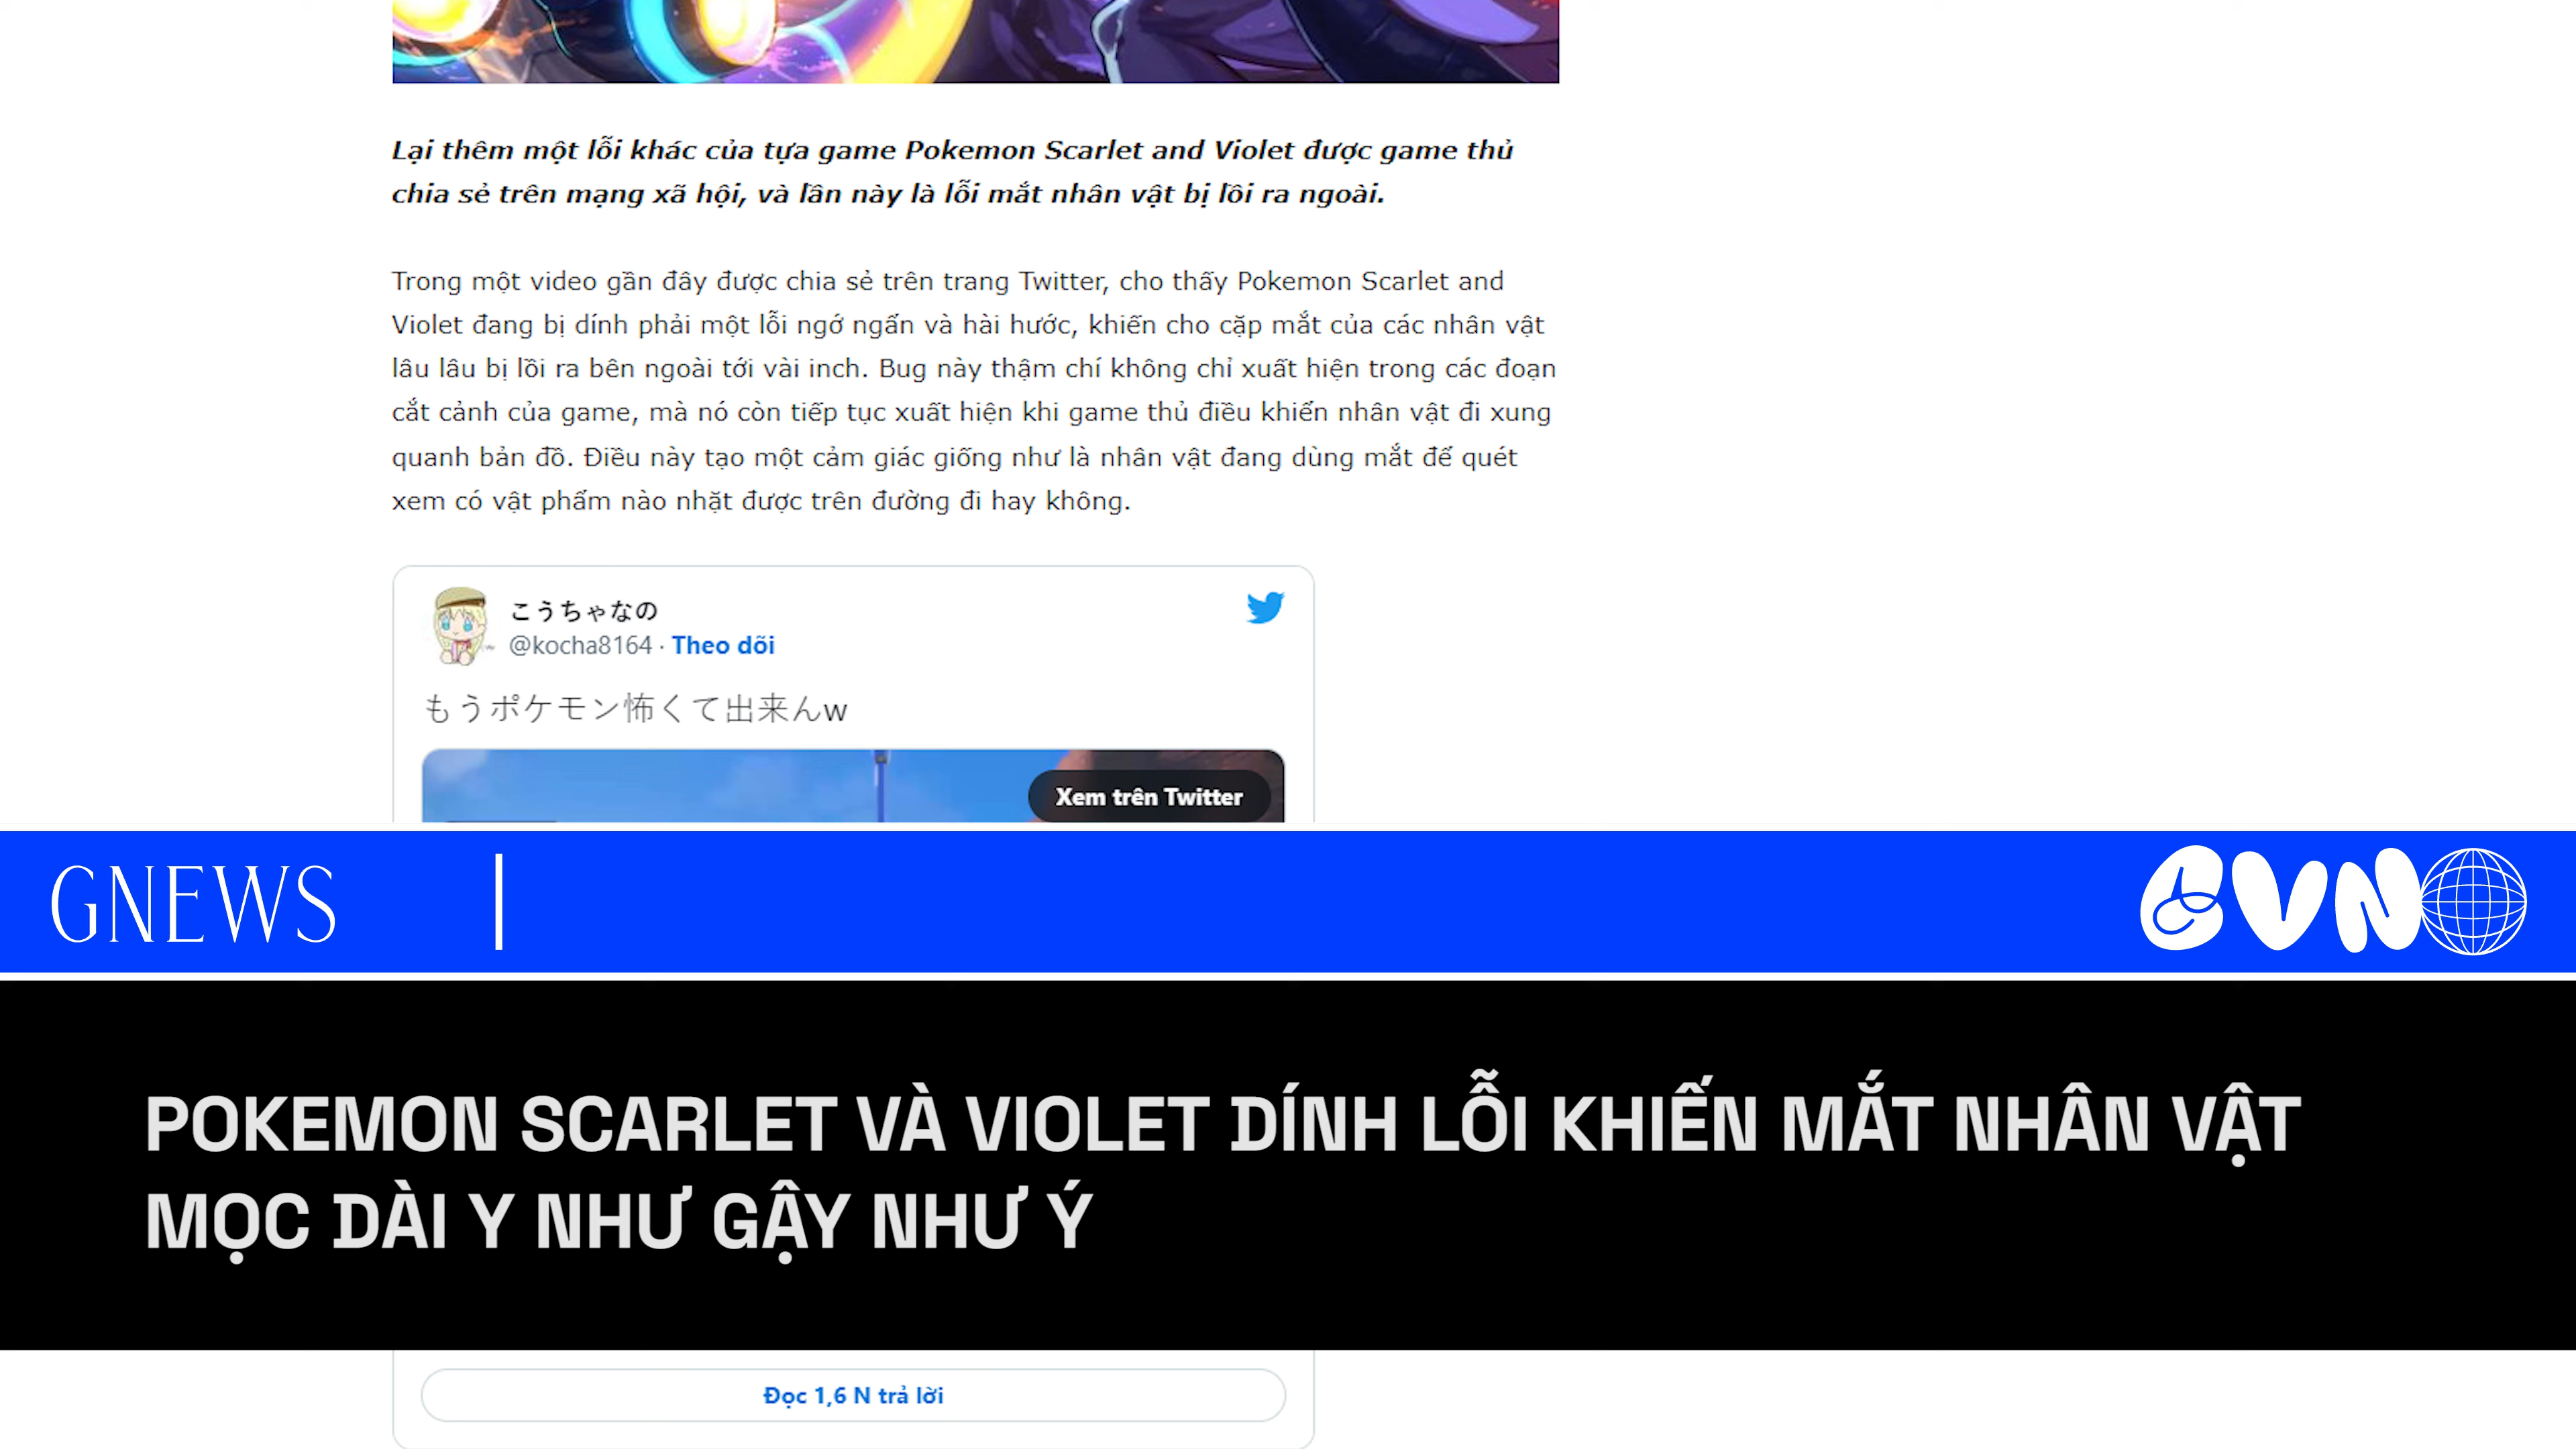 Lại thêm một lỗi khác của tựa game Pokemon Scarlet and Violet được game thủ
chia sẻ trên mạng xã hội, và lần này là lỗi mắt nhân vật bị lồi ra ngoài.
Trong một video gần đây được chia sẻ trên trang Twitter, cho thấy Pokemon Scarlet and
Violet đang bị dính phải một lỗi ngớ ngẩn và hài hước, khiến cho cặp mắt của các nhân vật
lâu lâu bị lồi ra bên ngoài tới vài inch. Bug này thậm chí không chỉ xuất hiện trong các đoạn
cắt cảnh của game, mà nó còn tiếp tục xuất hiện khi game thủ điều khiển nhân vật đi xung
quanh bản đồ. Điều này tạo một cảm giác giống như là nhân vật đang dùng mắt để quét
xem có vật phẩm nào nhặt được trên đường đi hay không.
こうちゃなの
@kocha8164 · Theo dõi
もうポケモン怖くて出来んw
Xem trên Twitter
GNEWS
GVN
POKEMON SCARLET VÀ VIOLET DÍNH LỖI KHIẾN MẮT NHÂN VẬT
MỌC DÀI Y NHƯ GẬY NHƯ Ý
Đọc 1,6 N trả lời